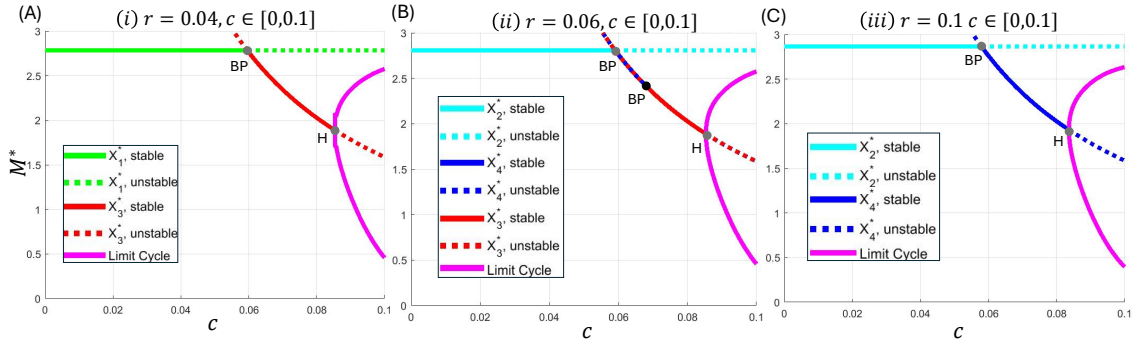 (A)
(i) r = 0.04, c ∈ [0,0.1]
M*
3
2.5
2
1.5
1
0.5
0
BP
H
X₁*, stable
X₁*, unstable
X₃*, stable
X₃*, unstable
Limit Cycle
0 0.02 0.04 0.06 0.08 0.1
c
(B)
(ii) r = 0.06, c ∈ [0,0.1]
3
2.5
2
1.5
1
0.5
0
BP
BP
H
X₂*, stable
X₂*, unstable
X₄*, stable
X₄*, unstable
X₃*, stable
X₃*, unstable
Limit Cycle
0 0.02 0.04 0.06 0.08 0.1
c
(C)
(iii) r = 0.1 c ∈ [0,0.1]
3
2.5
2
1.5
1
0.5
0
BP
H
X₂*, stable
X₂*, unstable
X₄*, stable
X₄*, unstable
Limit Cycle
0 0.02 0.04 0.06 0.08 0.1
c